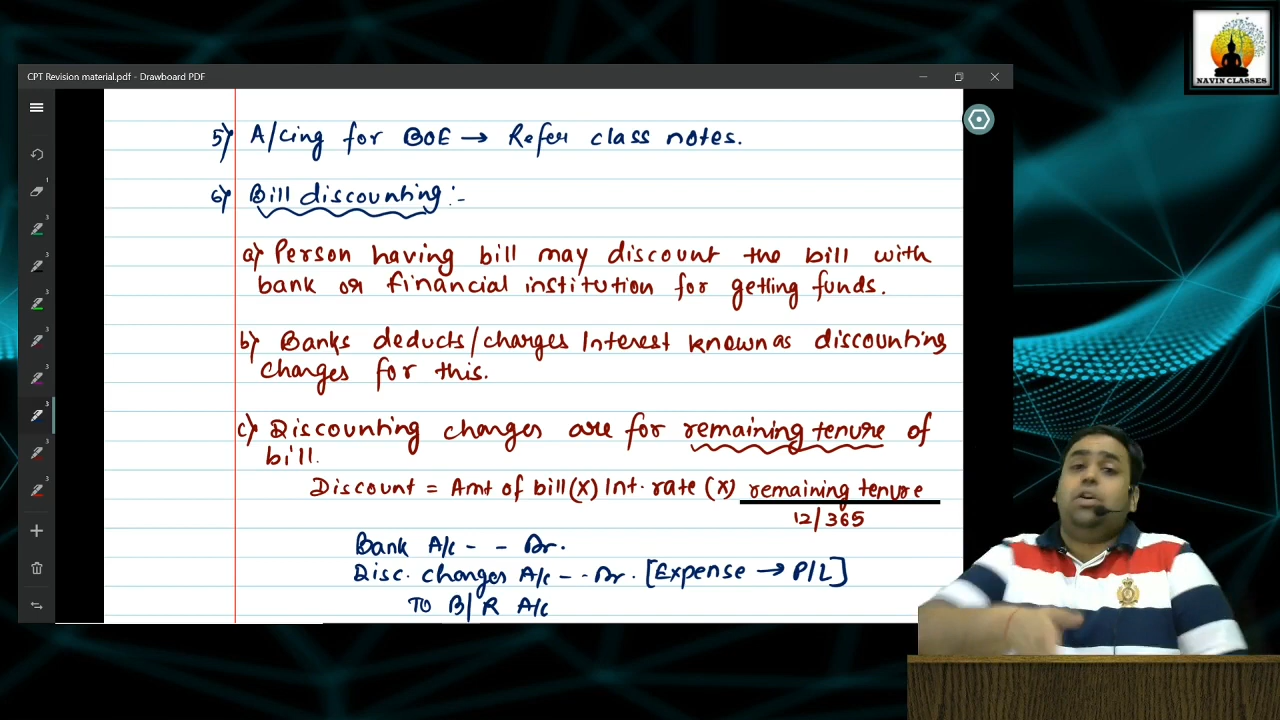 NAVIN CLASSES
CPT Revision material.pdf - Drawboard PDF
5) A/cing for BOE → Refer class notes.
6) Bill discounting :-
a) Person having bill may discount the bill with
bank or financial institution for getting funds.
b) Banks deducts/charges Interest known as discounting
charges for this.
c) Discounting charges are for remaining tenure of
bill.
Discount = Amt of bill (x) Int. rate (x) remaining tenure
12/365
Bank A/c - - Dr.
Disc. charges A/c - - Dr. [Expense → P/L]
To B/R A/c